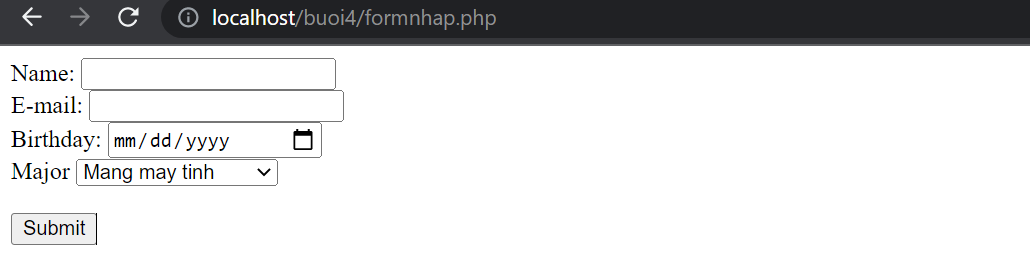 localhost/buoi4/formnhap.php
Name:
E-mail:
Birthday: mm/dd/yyyy
Major Mang may tinh
Submit